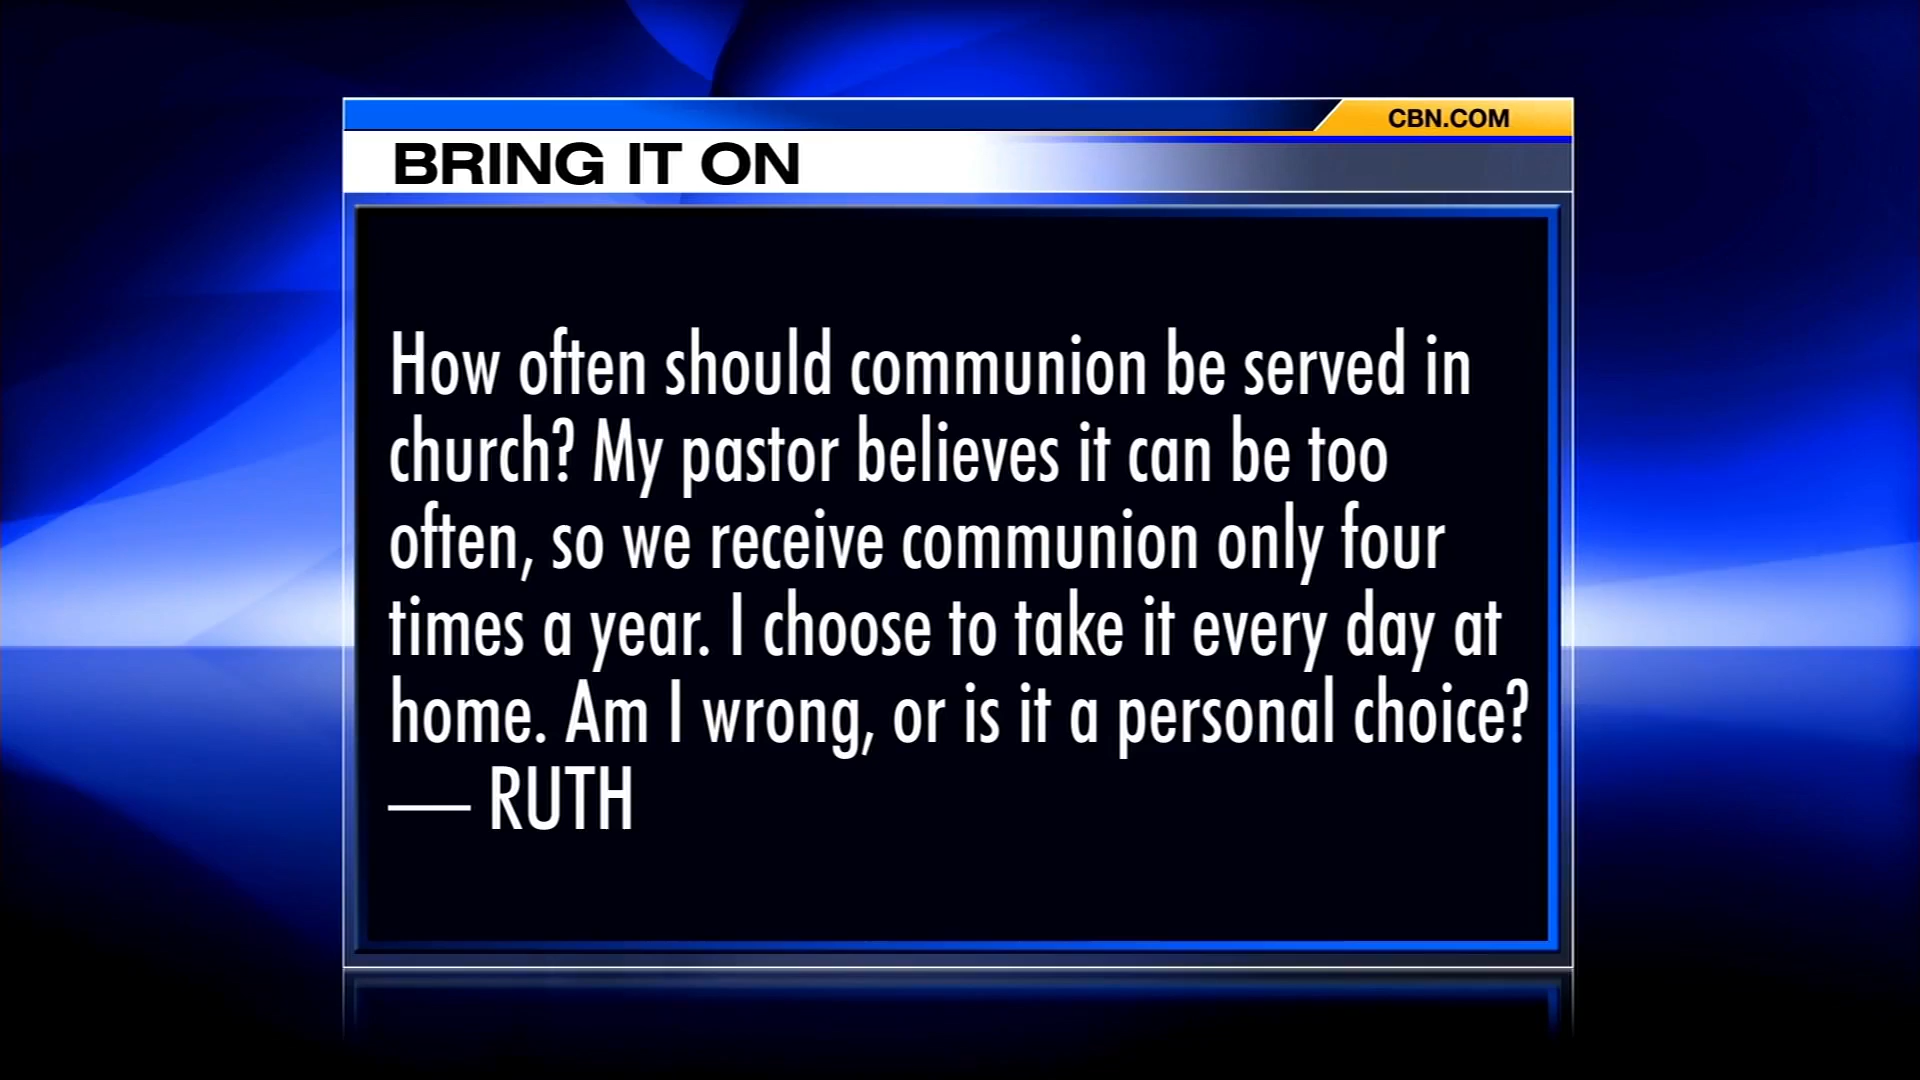 CBN.COM
BRING IT ON
How often should communion be served in
church? My pastor believes it can be too
often, so we receive communion only four
times a year. I choose to take it every day at
home. Am I wrong, or is it a personal choice?
— RUTH